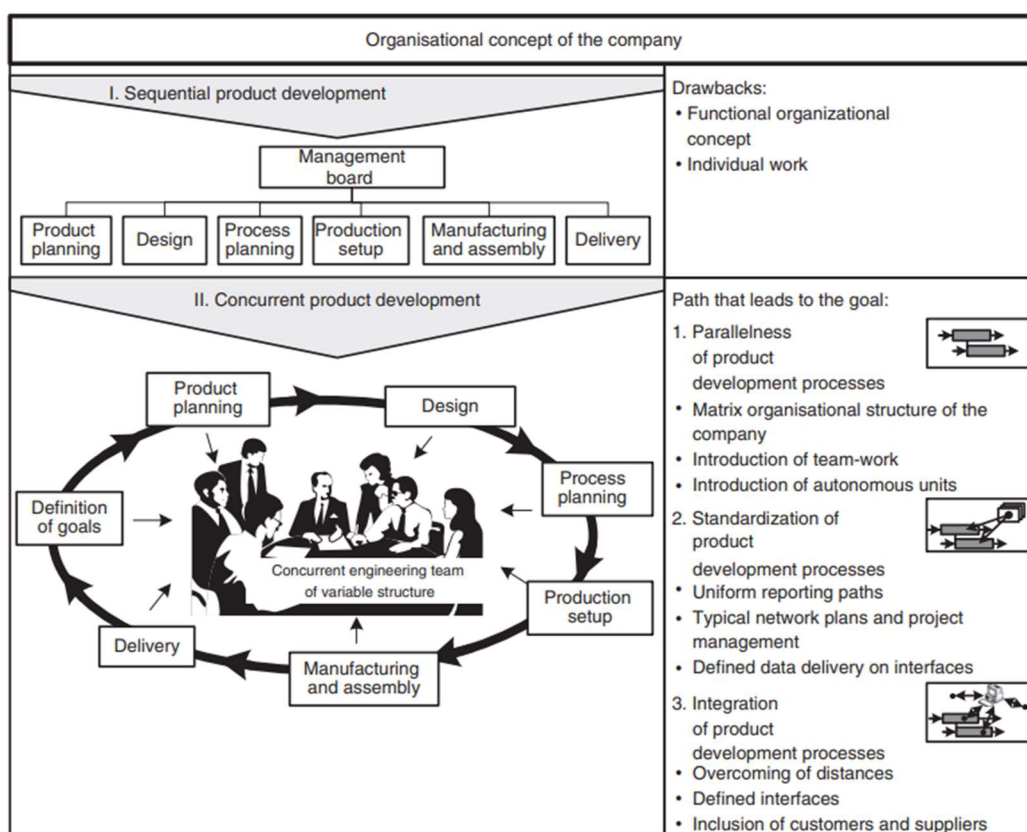 Organisational concept of the company
I. Sequential product development
Management
board
Product
planning
Design
Process
planning
Production
setup
Manufacturing
and assembly
Delivery
Drawbacks:
• Functional organizational
concept
• Individual work
II. Concurrent product development
Product
planning
Design
Process
planning
Definition
of goals
Concurrent engineering team
of variable structure
Production
setup
Delivery
Manufacturing
and assembly
Path that leads to the goal:
1. Parallelness
of product
development processes
• Matrix organisational structure of the
company
• Introduction of team-work
• Introduction of autonomous units
2. Standardization of
product
development processes
• Uniform reporting paths
• Typical network plans and project
management
• Defined data delivery on interfaces
3. Integration
of product
development processes
• Overcoming of distances
• Defined interfaces
• Inclusion of customers and suppliers